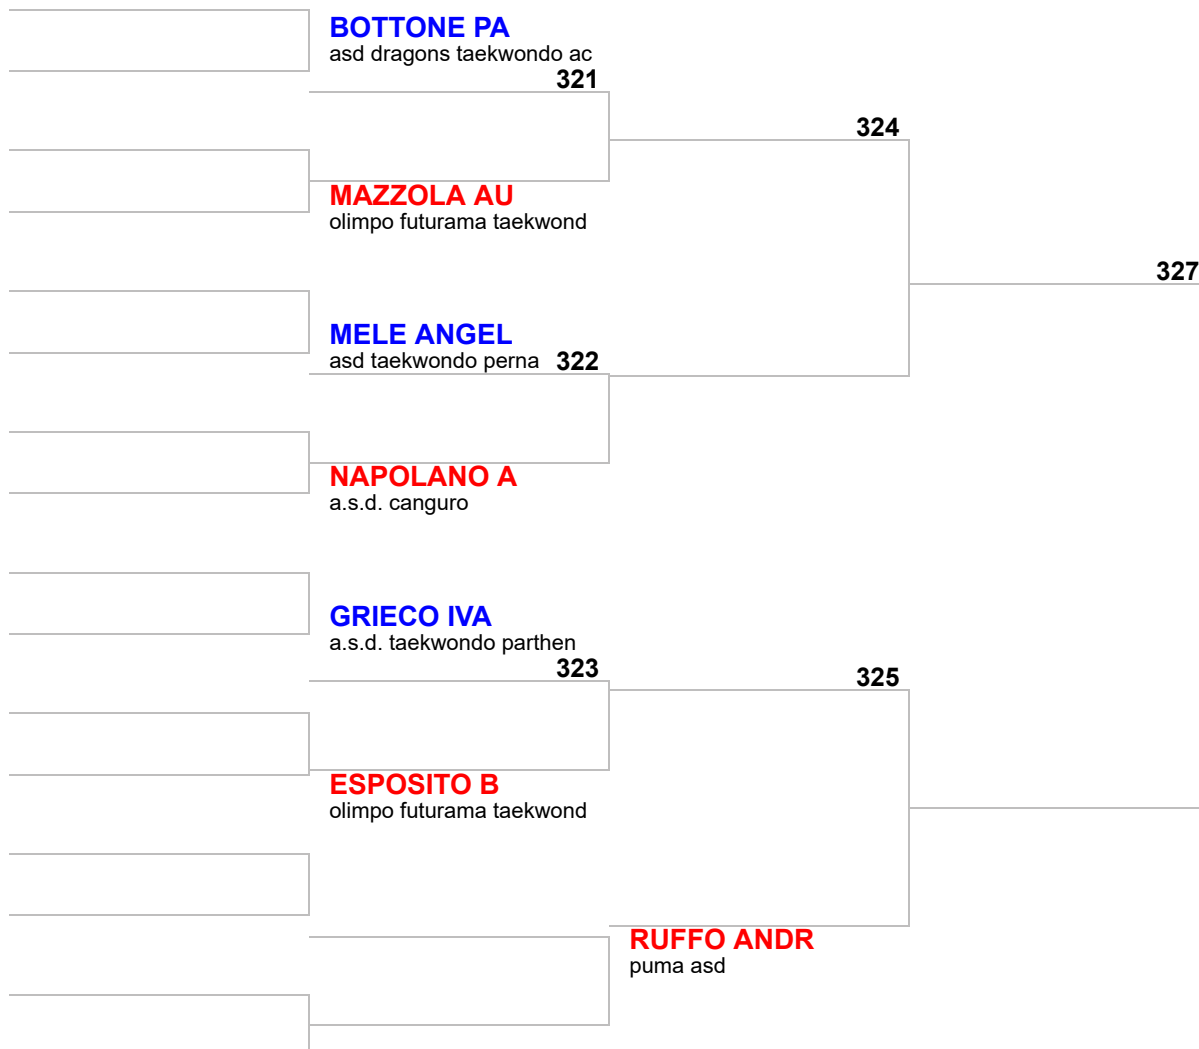 BOTTONE PA
asd dragons taekwondo ac
321
324
MAZZOLA AU
olimpo futurama taekwond
327
MELE ANGEL
asd taekwondo perna 322
NAPOLANO A
a.s.d. canguro
GRIECO IVA
a.s.d. taekwondo parthen
323
325
ESPOSITO B
olimpo futurama taekwond
RUFFO ANDR
puma asd